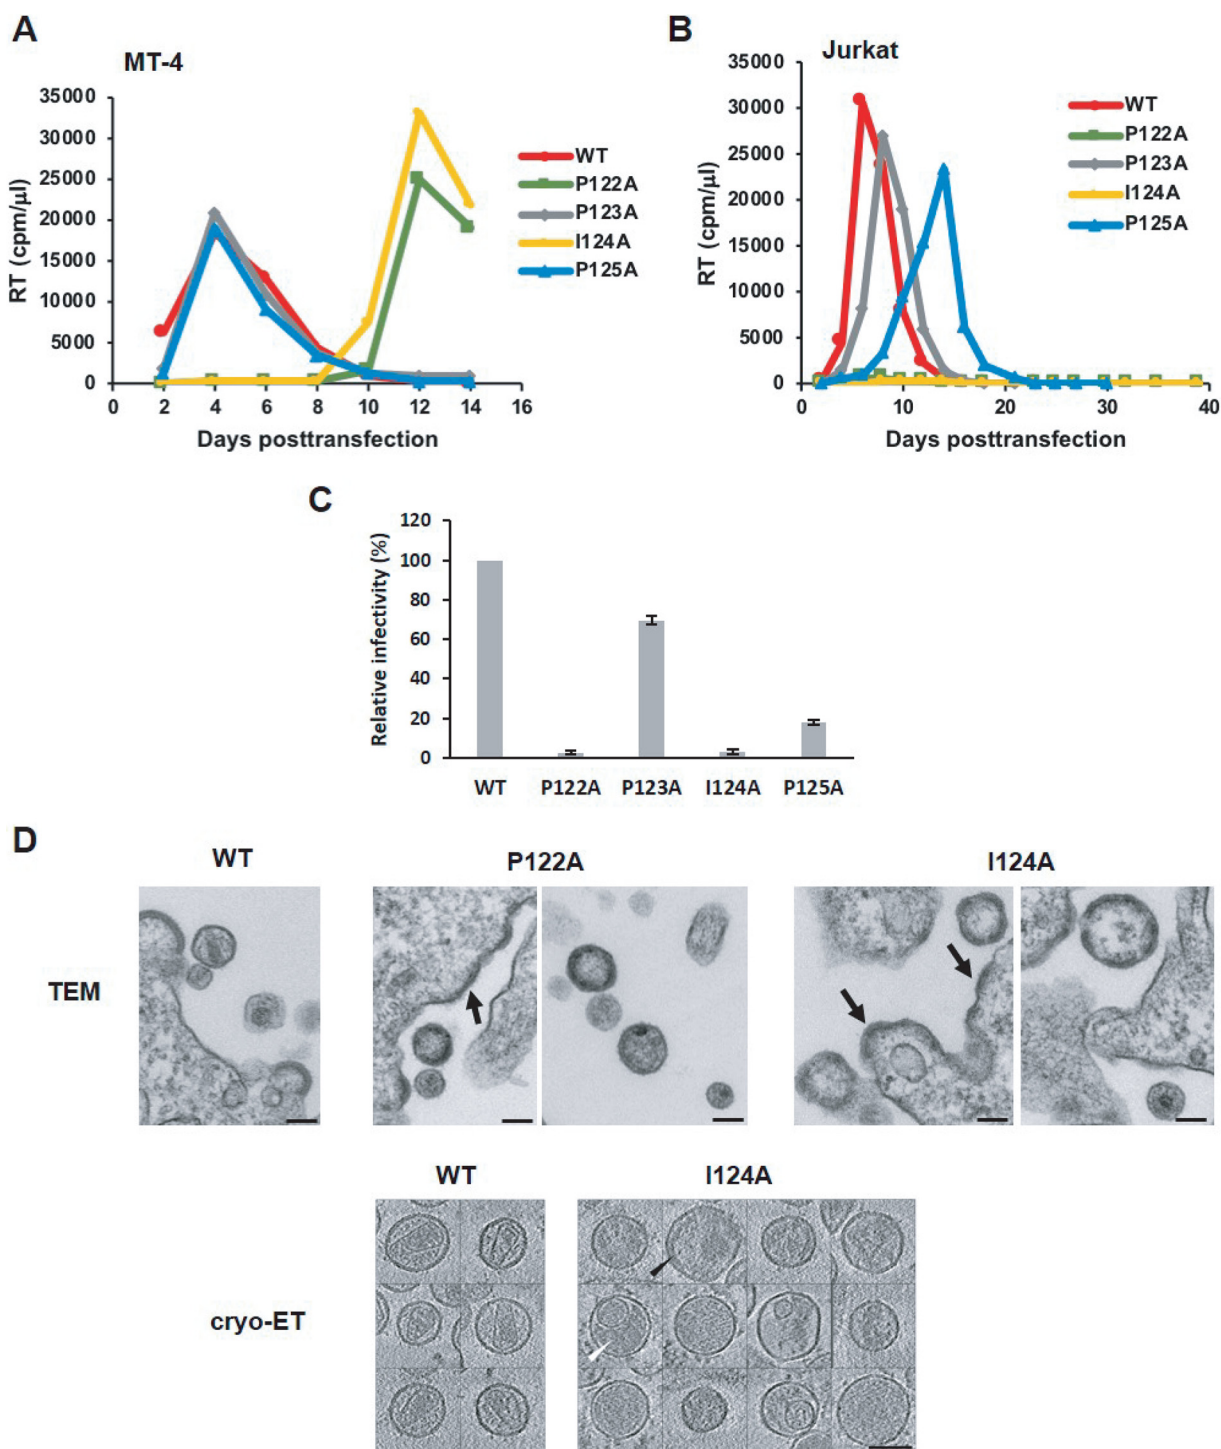 A
MT-4
35000
30000
25000
20000
15000
10000
5000
0
RT (cpm/μl)
0 2 4 6 8 10 12 14 16
Days posttransfection
WT
P122A
P123A
I124A
P125A
B
Jurkat
35000
30000
25000
20000
15000
10000
5000
0
RT (cpm/μl)
0 10 20 30 40
Days posttransfection
WT
P122A
P123A
I124A
P125A
C
120
100
80
60
40
20
0
Relative infectivity (%)
WT P122A P123A I124A P125A
D
WT P122A I124A
TEM
WT I124A
cryo-ET